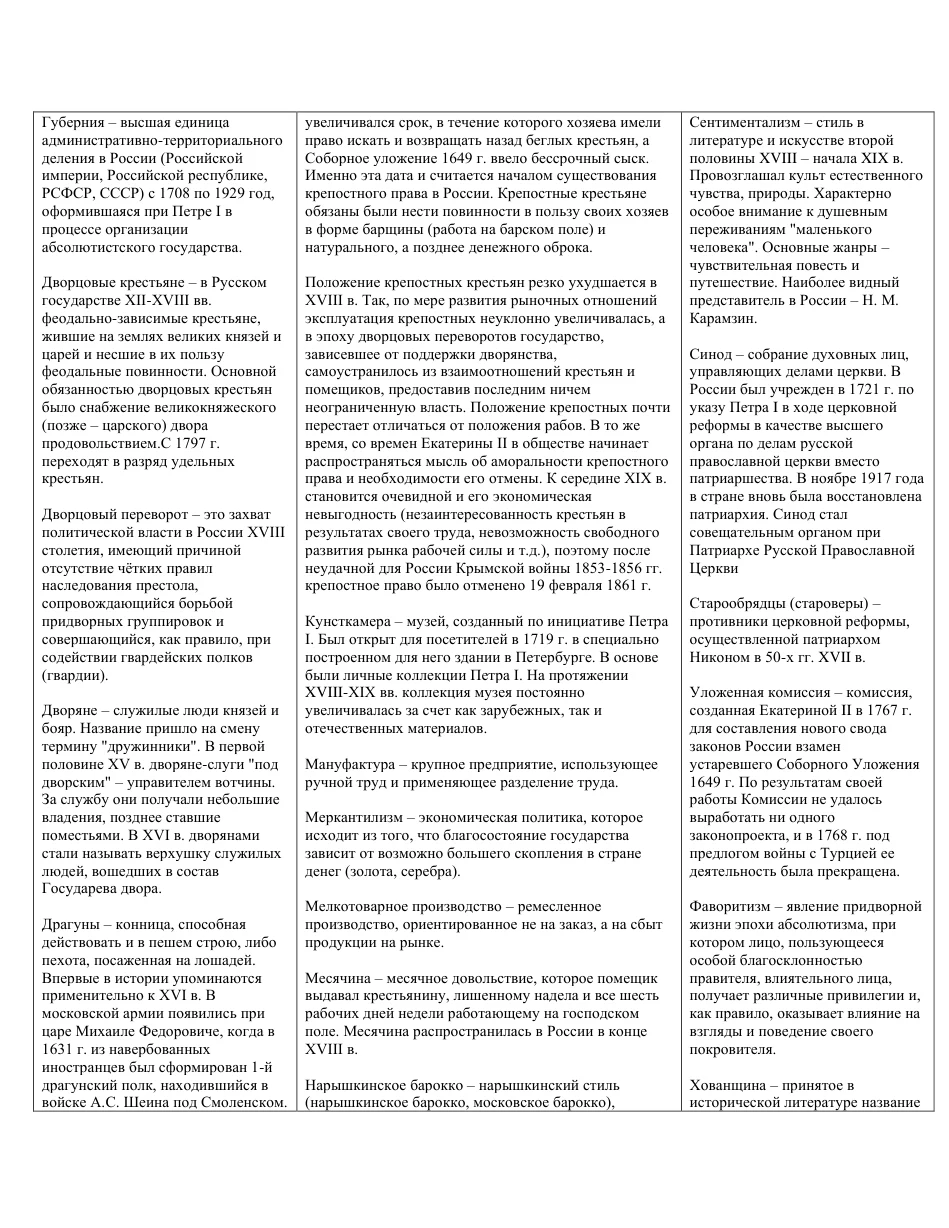 Губерния – высшая единица
административно-территориального
деления в России (Российской
империи, Российской республике,
РСФСР, СССР) с 1708 по 1929 год,
оформившаяся при Петре I в
процессе организации
абсолютистского государства.
Дворцовые крестьяне – в Русском
государстве XII-XVIII вв.
феодально-зависимые крестьяне,
жившие на землях великих князей и
царей и несшие в их пользу
феодальные повинности. Основной
обязанностью дворцовых крестьян
было снабжение великокняжеского
(позже – царского) двора
продовольствием.С 1797 г.
переходят в разряд удельных
крестьян.
Дворцовый переворот – это захват
политической власти в России XVIII
столетия, имеющий причиной
отсутствие чётких правил
наследования престола,
сопровождающийся борьбой
придворных группировок и
совершающийся, как правило, при
содействии гвардейских полков
(гвардии).
Дворяне – служилые люди князей и
бояр. Название пришло на смену
термину "дружинники". В первой
половине XV в. дворяне-слуги "под
дворским" – управителем вотчины.
За службу они получали небольшие
владения, позднее ставшие
поместьями. В XVI в. дворянами
стали называть верхушку служилых
людей, вошедших в состав
Государева двора.
Драгуны – конница, способная
действовать и в пешем строю, либо
пехота, посаженная на лошадей.
Впервые в истории упоминаются
применительно к XVI в. В
московской армии появились при
царе Михаиле Федоровиче, когда в
1631 г. из навербованных
иностранцев был сформирован 1-й
драгунский полк, находившийся в
войске А.С. Шеина под Смоленском.
увеличивался срок, в течение которого хозяева имели
право искать и возвращать назад беглых крестьян, а
Соборное уложение 1649 г. ввело бессрочный сыск.
Именно эта дата и считается началом существования
крепостного права в России. Крепостные крестьяне
обязаны были нести повинности в пользу своих хозяев
в форме барщины (работа на барском поле) и
натурального, а позднее денежного оброка.
Положение крепостных крестьян резко ухудшается в
XVIII в. Так, по мере развития рыночных отношений
эксплуатация крепостных неуклонно увеличивалась, а
в эпоху дворцовых переворотов государство,
зависевшее от поддержки дворянства,
самоустранилось из взаимоотношений крестьян и
помещиков, предоставив последним ничем
неограниченную власть. Положение крепостных почти
перестает отличаться от положения рабов. В то же
время, со времен Екатерины II в обществе начинает
распространяться мысль об аморальности крепостного
права и необходимости его отмены. К середине XIX в.
становится очевидной и его экономическая
невыгодность (незаинтересованность крестьян в
результатах своего труда, невозможность свободного
развития рынка рабочей силы и т.д.), поэтому после
неудачной для России Крымской войны 1853-1856 гг.
крепостное право было отменено 19 февраля 1861 г.
Кунсткамера – музей, созданный по инициативе Петра
I. Был открыт для посетителей в 1719 г. в специально
построенном для него здании в Петербурге. В основе
были личные коллекции Петра I. На протяжении
XVIII-XIX вв. коллекция музея постоянно
увеличивалась за счет как зарубежных, так и
отечественных материалов.
Мануфактура – крупное предприятие, использующее
ручной труд и применяющее разделение труда.
Меркантилизм – экономическая политика, которое
исходит из того, что благосостояние государства
зависит от возможно большего скопления в стране
денег (золота, серебра).
Мелкотоварное производство – ремесленное
производство, ориентированное не на заказ, а на сбыт
продукции на рынке.
Месячина – месячное довольствие, которое помещик
выдавал крестьянину, лишенному надела и все шесть
рабочих дней недели работающему на господском
поле. Месячина распространилась в России в конце
XVIII в.
Нарышкинское барокко – нарышкинский стиль
(нарышкинское барокко, московское барокко),
Сентиментализм – стиль в
литературе и искусстве второй
половины XVIII – начала XIX в.
Провозглашал культ естественного
чувства, природы. Характерно
особое внимание к душевным
переживаниям "маленького
человека". Основные жанры –
чувствительная повесть и
путешествие. Наиболее видный
представитель в России – Н. М.
Карамзин.
Синод – собрание духовных лиц,
управляющих делами церкви. В
России был учрежден в 1721 г. по
указу Петра I в ходе церковной
реформы в качестве высшего
органа по делам русской
православной церкви вместо
патриаршества. В ноябре 1917 года
в стране вновь была восстановлена
патриархия. Синод стал
совещательным органом при
Патриархе Русской Православной
Церкви
Старообрядцы (староверы) –
противники церковной реформы,
осуществленной патриархом
Никоном в 50-х гг. XVII в.
Уложенная комиссия – комиссия,
созданная Екатериной II в 1767 г.
для составления нового свода
законов России взамен
устаревшего Соборного Уложения
1649 г. По результатам своей
работы Комиссии не удалось
выработать ни одного
законопроекта, и в 1768 г. под
предлогом войны с Турцией ее
деятельность была прекращена.
Фаворитизм – явление придворной
жизни эпохи абсолютизма, при
котором лицо, пользующееся
особой благосклонностью
правителя, влиятельного лица,
получает различные привилегии и,
как правило, оказывает влияние на
взгляды и поведение своего
покровителя.
Хованщина – принятое в
исторической литературе название